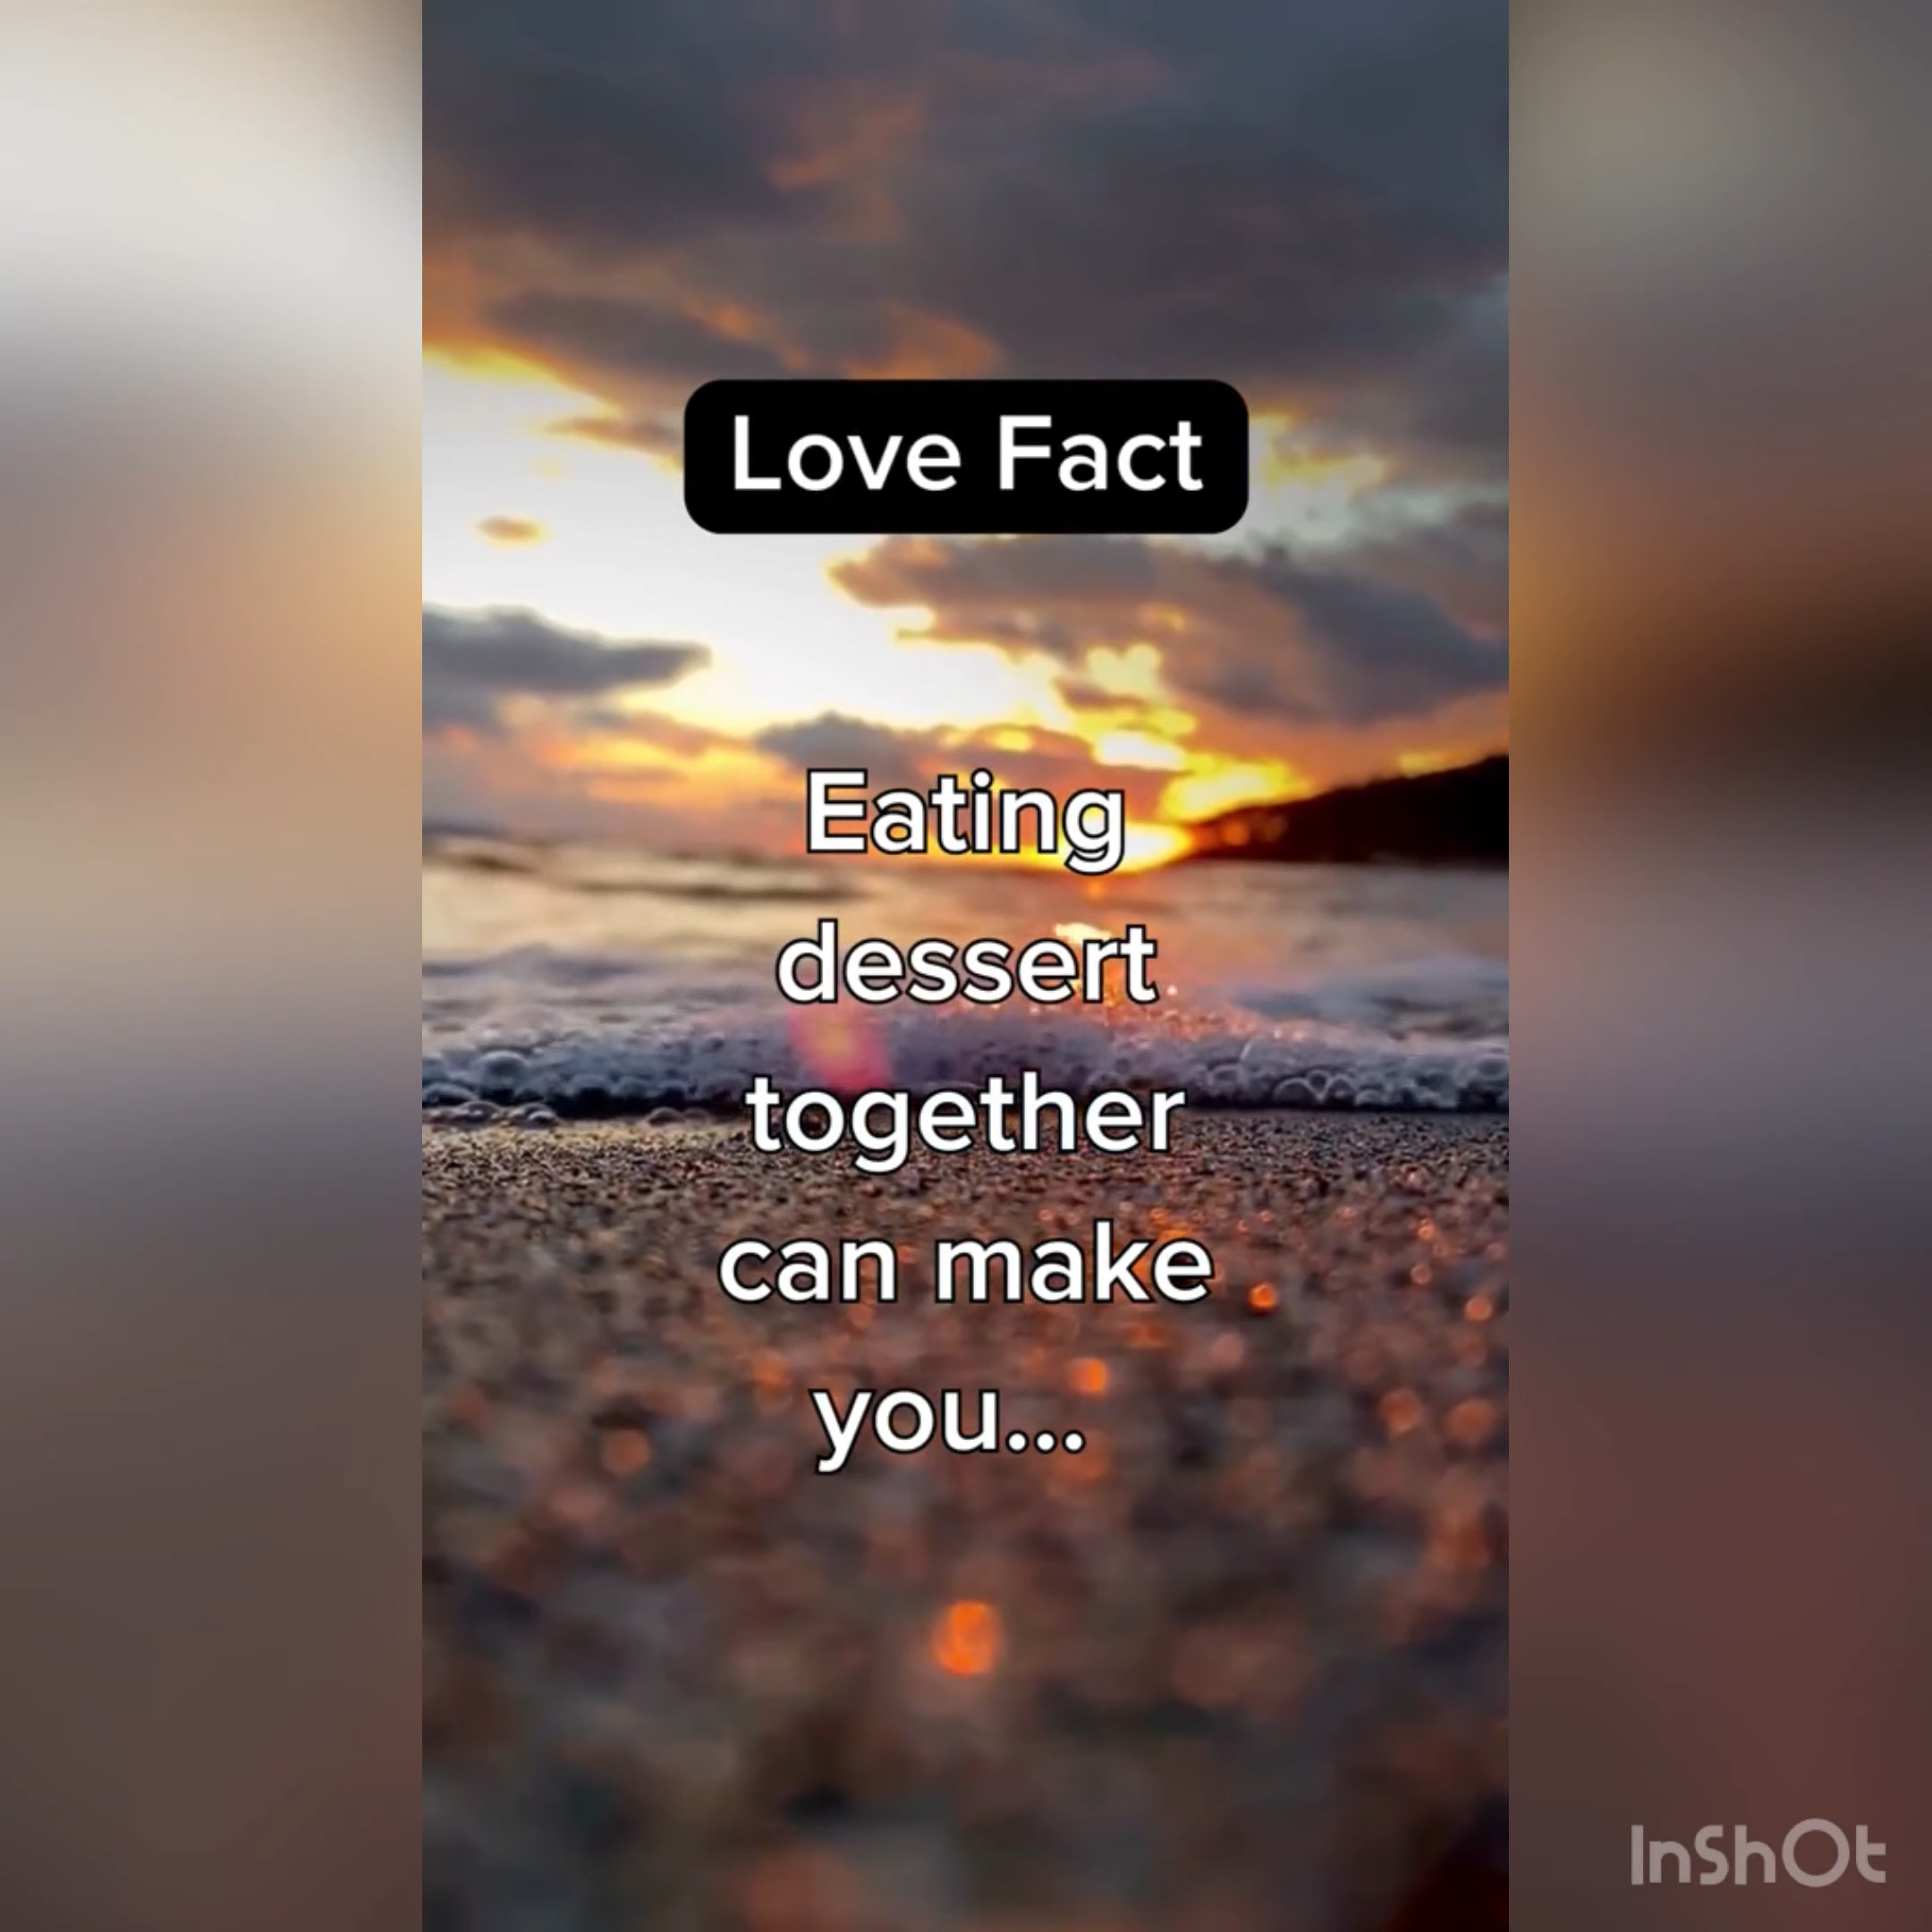 Love Fact
Eating
dessert
together
can make
you...
InShOt